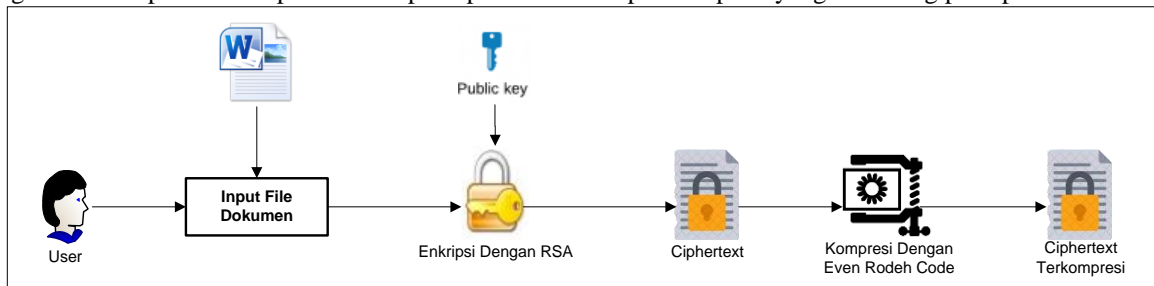 Public key
Input File
Dokumen
User
Enkripsi Dengan RSA
Ciphertext
Kompresi Dengan
Even Rodeh Code
Ciphertext
Terkompresi